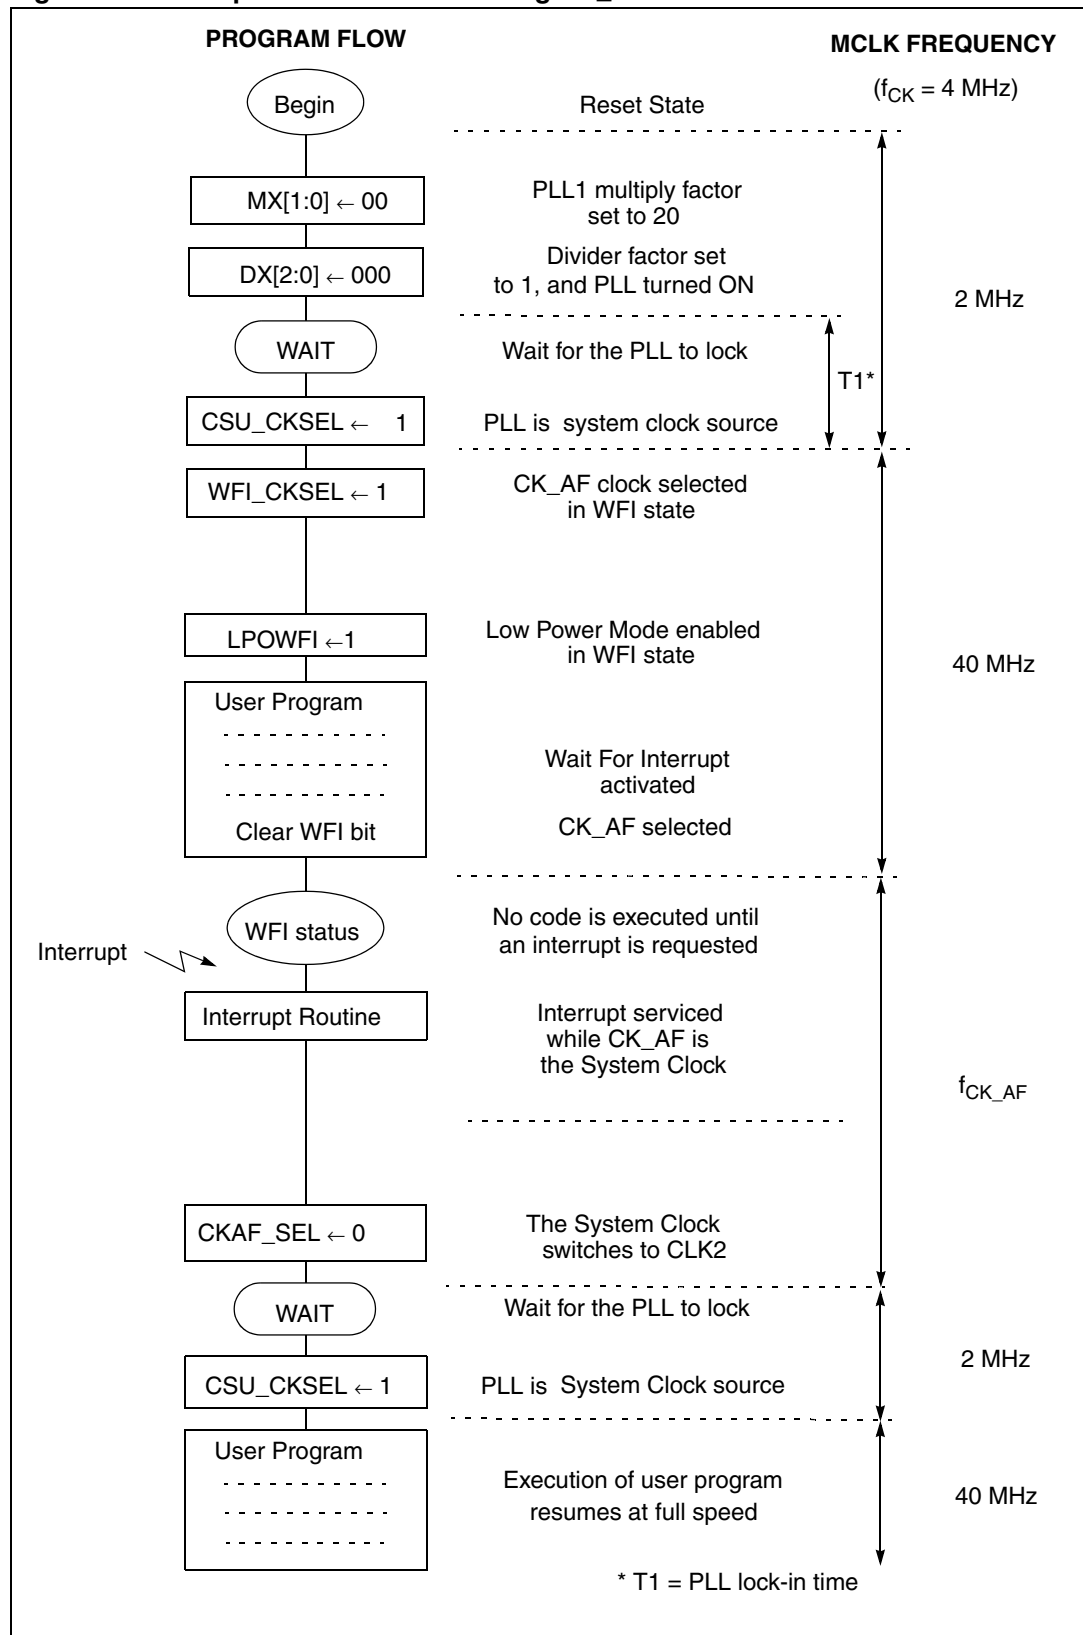 PROGRAM FLOW
MCLK FREQUENCY
(fCK = 4 MHz)
Begin
Reset State
MX[1:0] ← 00
PLL1 multiply factor
set to 20
DX[2:0] ← 000
Divider factor set
to 1, and PLL turned ON
2 MHz
WAIT
Wait for the PLL to lock
T1*
CSU_CKSEL ← 1
PLL is system clock source
WFI_CKSEL ← 1
CK_AF clock selected
in WFI state
LPOWFI ←1
Low Power Mode enabled
in WFI state
40 MHz
User Program
Wait For Interrupt
activated
Clear WFI bit
CK_AF selected
WFI status
No code is executed until
an interrupt is requested
Interrupt
Interrupt Routine
Interrupt serviced
while CK_AF is
the System Clock
fCK_AF
CKAF_SEL ← 0
The System Clock
switches to CLK2
WAIT
Wait for the PLL to lock
2 MHz
CSU_CKSEL ← 1
PLL is System Clock source
User Program
Execution of user program
resumes at full speed
40 MHz
* T1 = PLL lock-in time